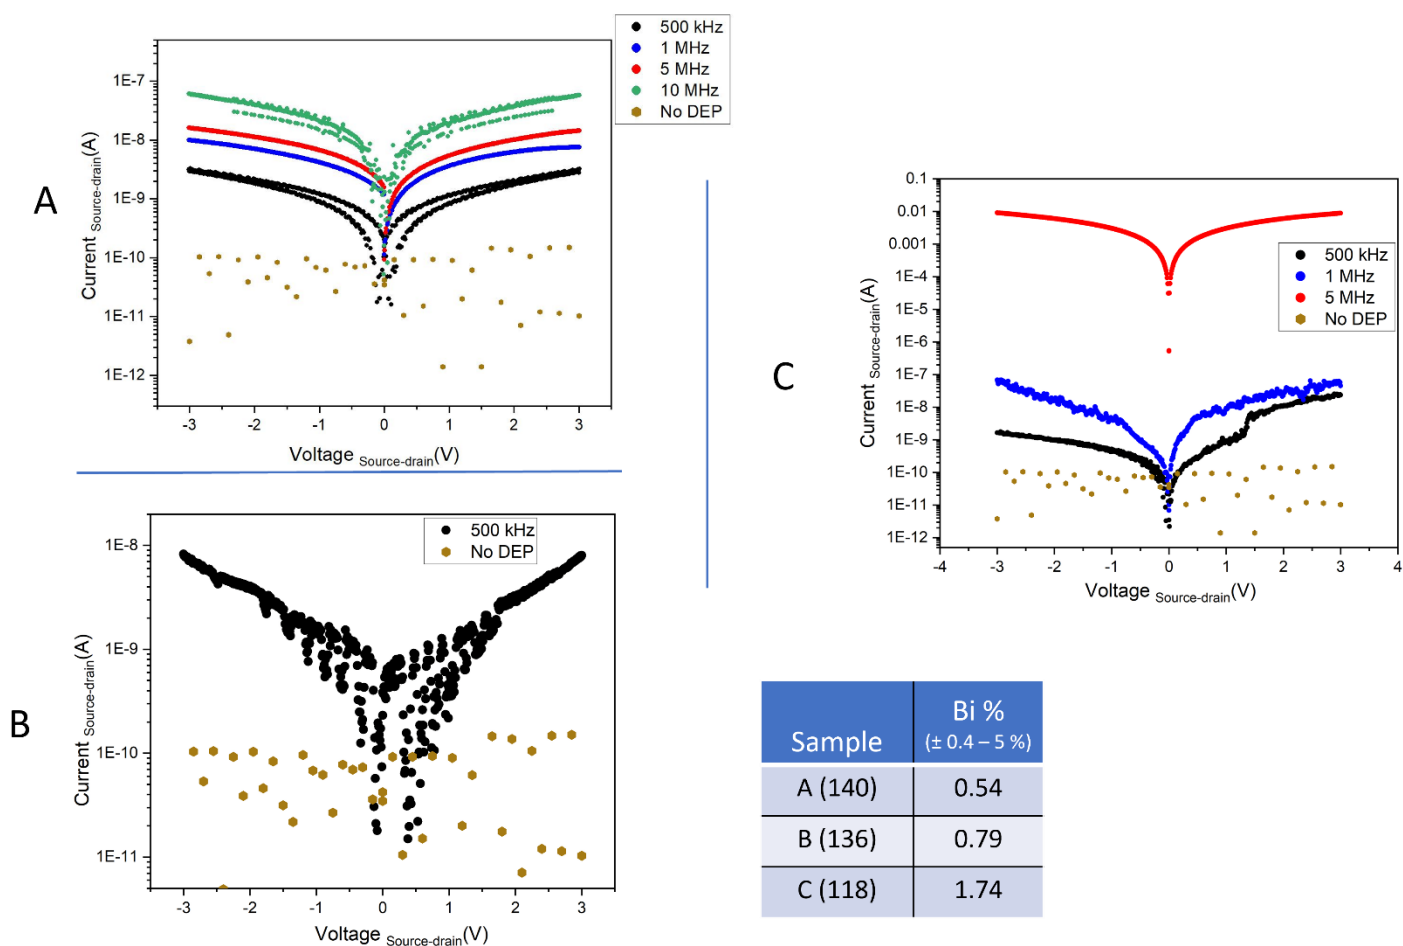 500 kHz
1 MHz
5 MHz
10 MHz
No DEP
A
Current Source-drain(A)
1E-7
1E-8
1E-9
1E-10
1E-11
1E-12
-3 -2 -1 0 1 2 3
Voltage Source-drain(V)
B
Current Source-drain(A)
500 kHz
No DEP
1E-8
1E-9
1E-10
1E-11
-3 -2 -1 0 1 2 3
Voltage Source-drain(V)
C
Current Source-drain(A)
0.1
0.01
0.001
1E-4
1E-5
1E-6
1E-7
1E-8
1E-9
1E-10
1E-11
1E-12
500 kHz
1 MHz
5 MHz
No DEP
-4 -3 -2 -1 0 1 2 3 4
Voltage Source-drain(V)
Sample Bi %
(± 0.4 – 5 %)
A (140) 0.54
B (136) 0.79
C (118) 1.74